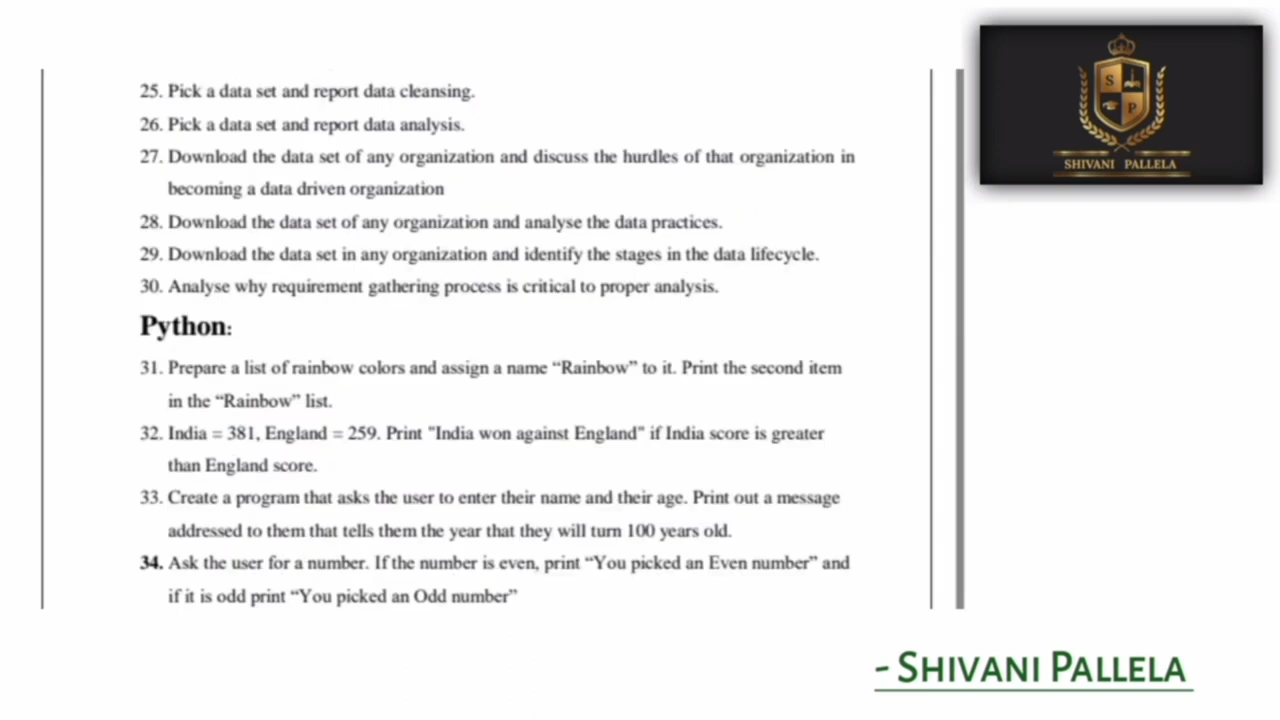 25. Pick a data set and report data cleansing.
26. Pick a data set and report data analysis.
27. Download the data set of any organization and discuss the hurdles of that organization in
becoming a data driven organization
28. Download the data set of any organization and analyse the data practices.
29. Download the data set in any organization and identify the stages in the data lifecycle.
30. Analyse why requirement gathering process is critical to proper analysis.
Python:
31. Prepare a list of rainbow colors and assign a name “Rainbow” to it. Print the second item
in the “Rainbow” list.
32. India = 381, England = 259. Print "India won against England" if India score is greater
than England score.
33. Create a program that asks the user to enter their name and their age. Print out a message
addressed to them that tells them the year that they will turn 100 years old.
34. Ask the user for a number. If the number is even, print “You picked an Even number” and
if it is odd print “You picked an Odd number”
S
P
SHIVANI PALLELA
- SHIVANI PALLELA